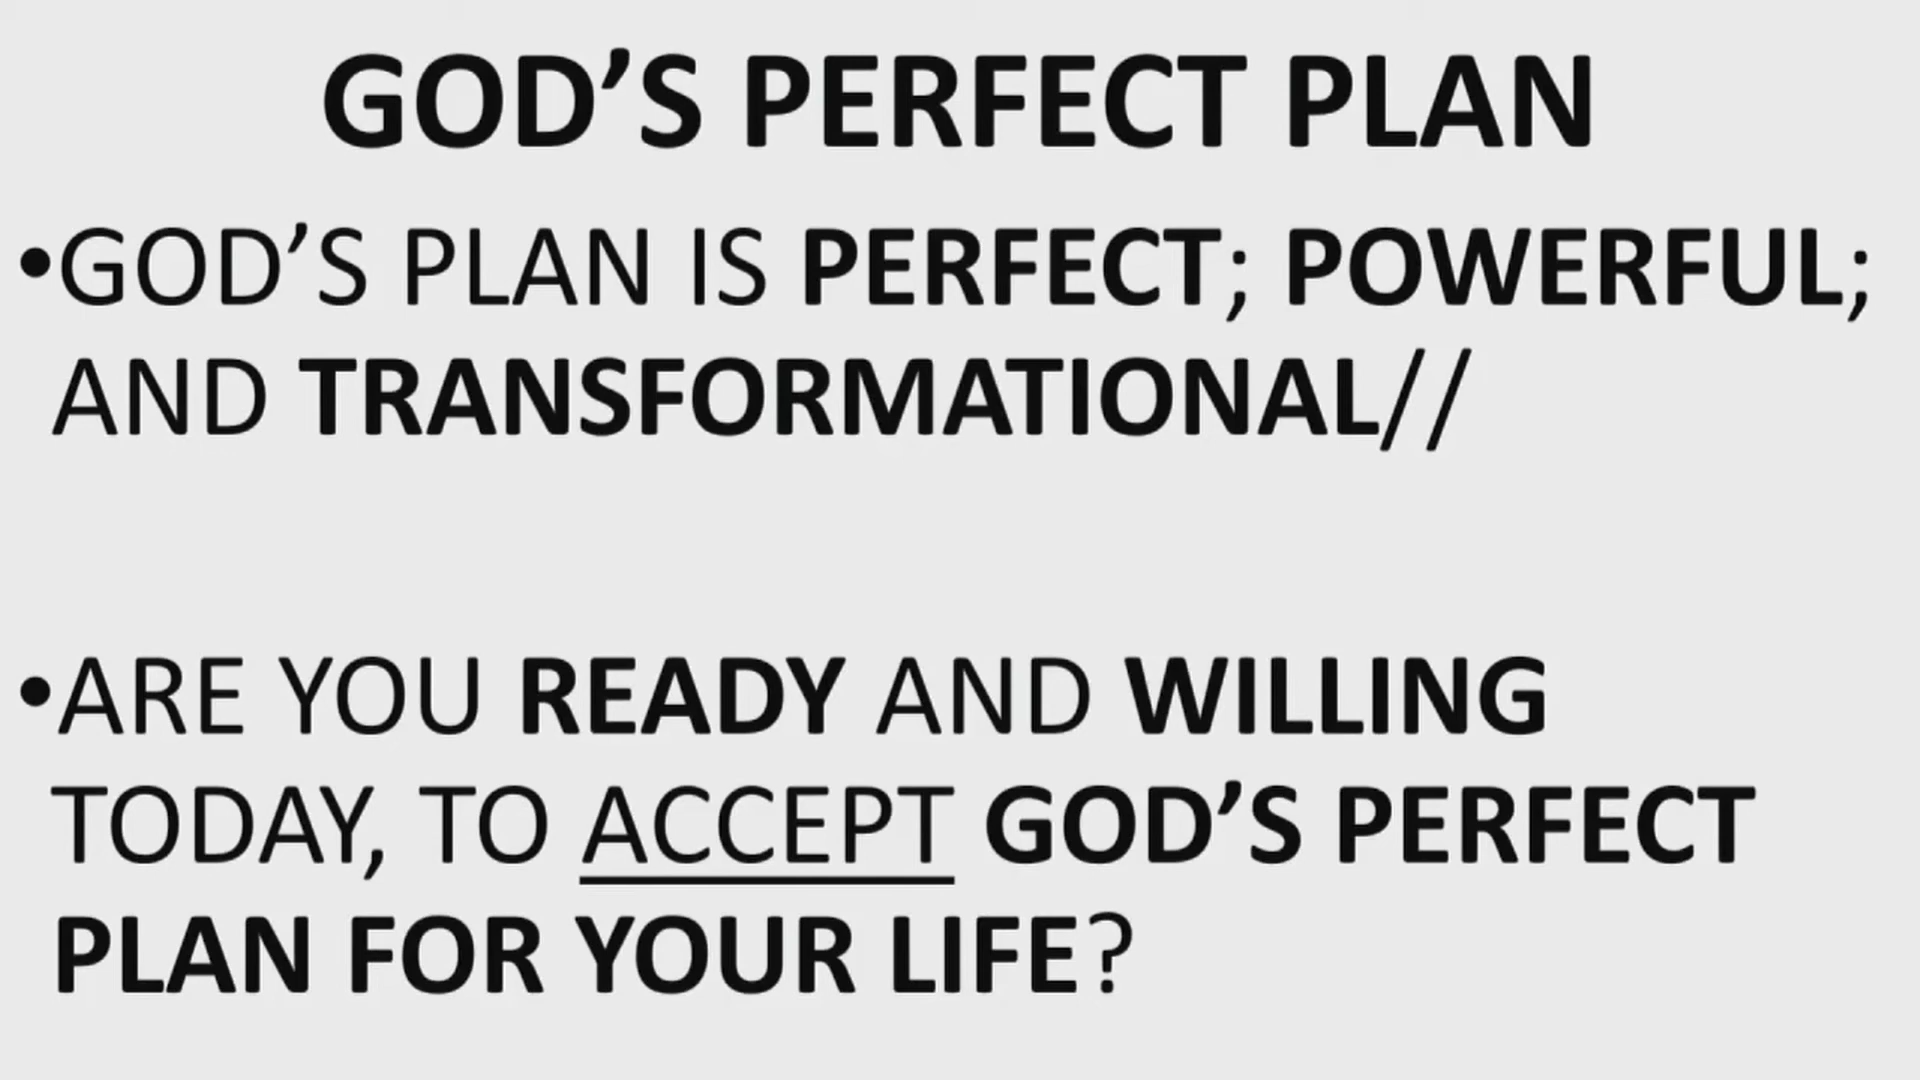 GOD’S PERFECT PLAN
•GOD’S PLAN IS PERFECT; POWERFUL;
AND TRANSFORMATIONAL//
•ARE YOU READY AND WILLING
TODAY, TO ACCEPT GOD’S PERFECT
PLAN FOR YOUR LIFE?